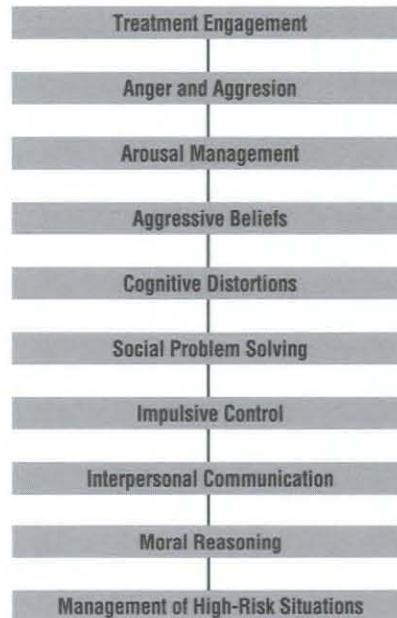 Treatment Engagement
Anger and Aggresion
Arousal Management
Aggressive Beliefs
Cognitive Distortions
Social Problem Solving
Impulsive Control
Interpersonal Communication
Moral Reasoning
Management of High-Risk Situations